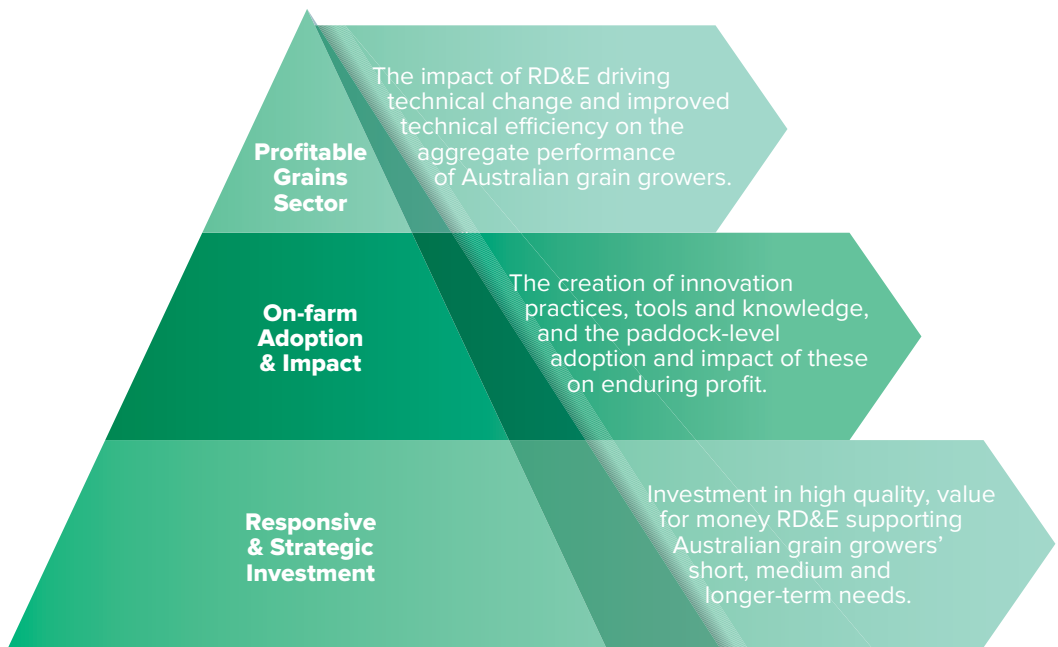 Profitable
Grains
Sector
The impact of RD&E driving
technical change and improved
technical efficiency on the
aggregate performance
of Australian grain growers.
On-farm
Adoption
& Impact
The creation of innovation
practices, tools and knowledge,
and the paddock-level
adoption and impact of these
on enduring profit.
Responsive
& Strategic
Investment
Investment in high quality, value
for money RD&E supporting
Australian grain growers’
short, medium and
longer-term needs.